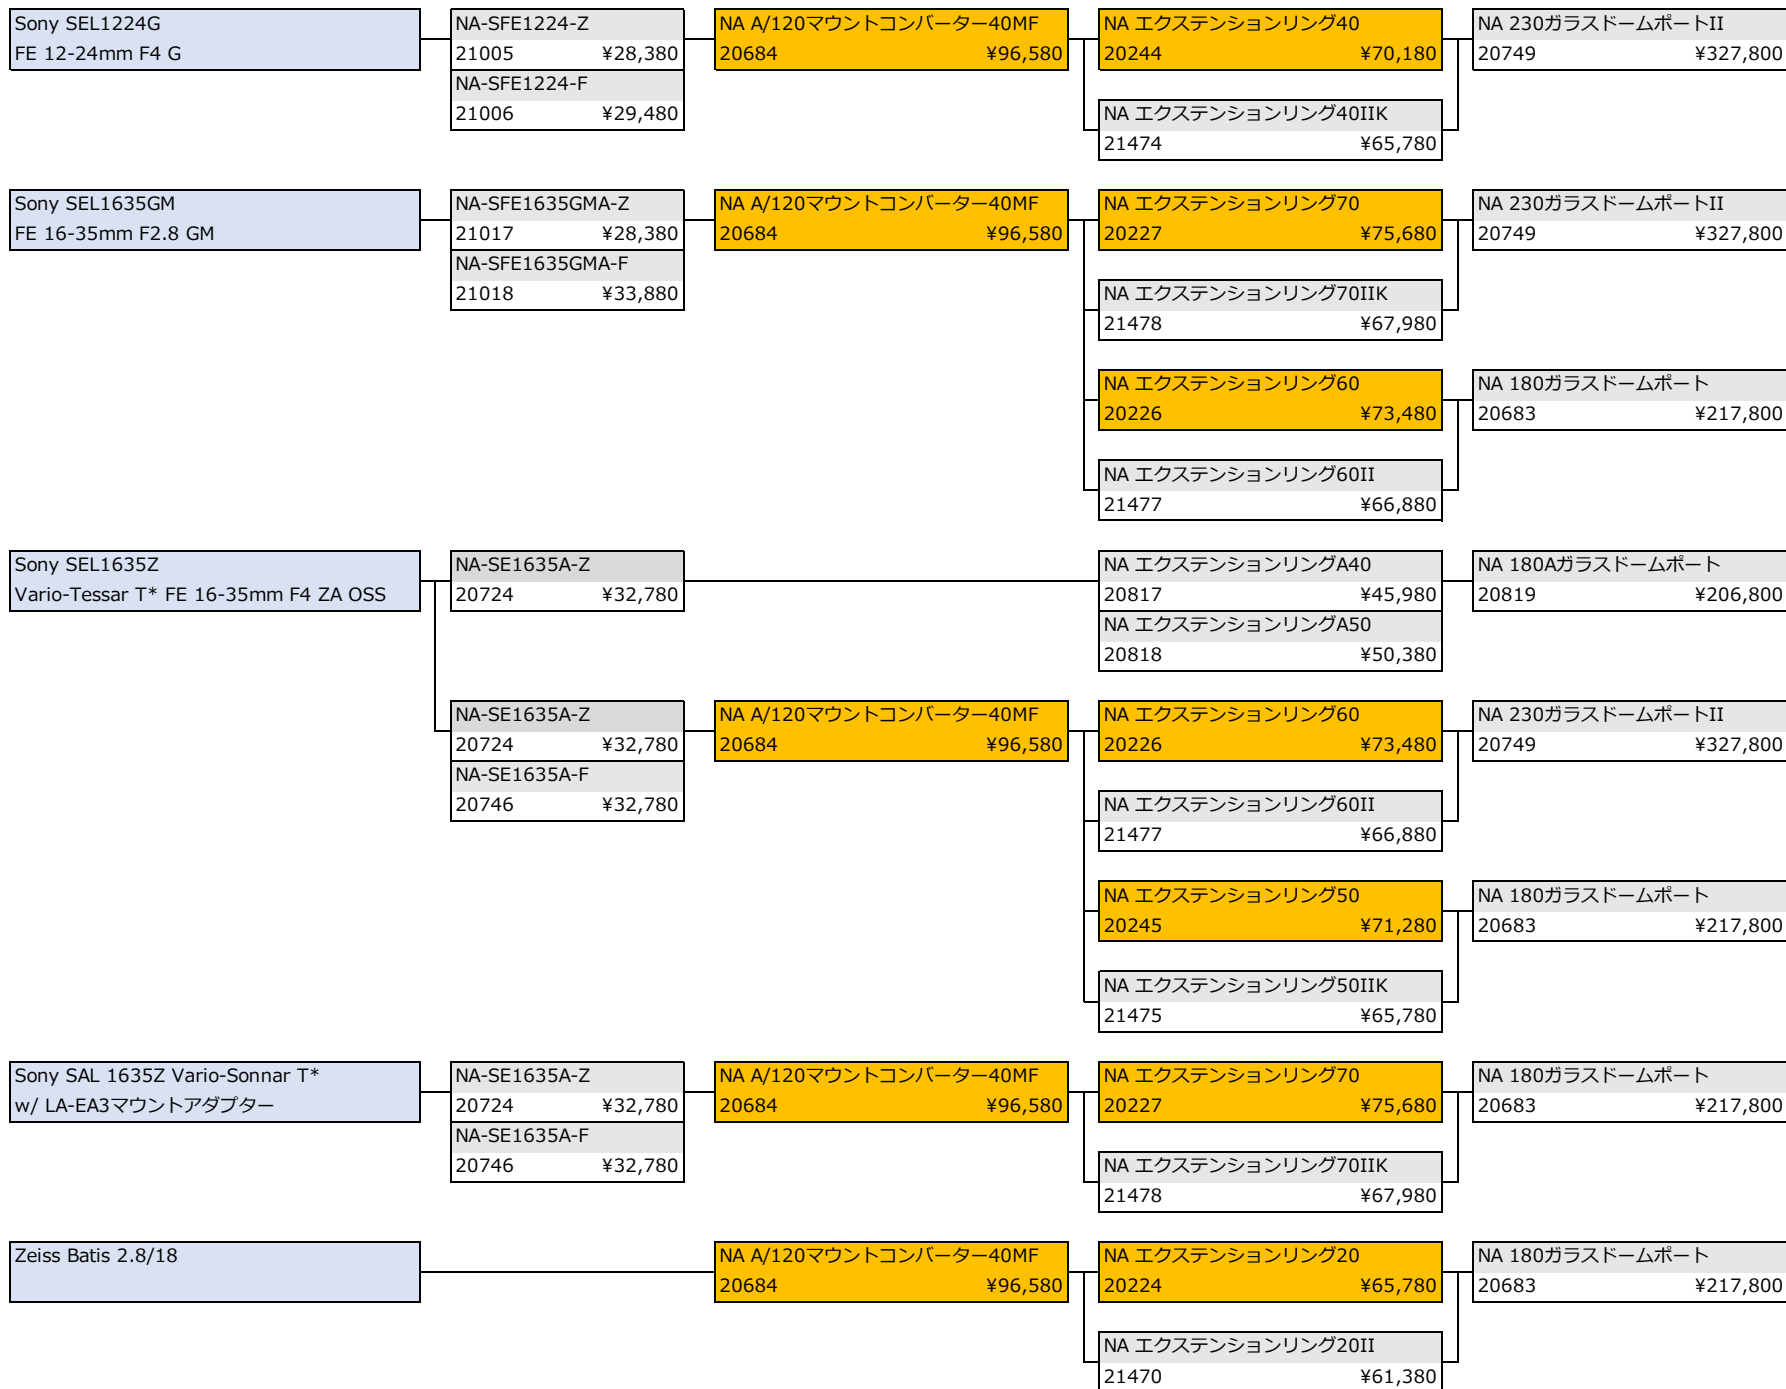 Sony SEL1224G
FE 12-24mm F4 G
NA-SFE1224-Z
21005 ¥28,380
NA-SFE1224-F
21006 ¥29,480
NA A/120マウントコンバーター40MF
20684 ¥96,580
NA エクステンションリング40
20244 ¥70,180
NA エクステンションリング40IIK
21474 ¥65,780
NA 230ガラスドームポートII
20749 ¥327,800
Sony SEL1635GM
FE 16-35mm F2.8 GM
NA-SFE1635GMA-Z
21017 ¥28,380
NA-SFE1635GMA-F
21018 ¥33,880
NA A/120マウントコンバーター40MF
20684 ¥96,580
NA エクステンションリング70
20227 ¥75,680
NA エクステンションリング70IIK
21478 ¥67,980
NA 230ガラスドームポートII
20749 ¥327,800
NA エクステンションリング60
20226 ¥73,480
NA エクステンションリング60II
21477 ¥66,880
NA 180ガラスドームポート
20683 ¥217,800
Sony SEL1635Z
Vario-Tessar T* FE 16-35mm F4 ZA OSS
NA-SE1635A-Z
20724 ¥32,780
NA エクステンションリングA40
20817 ¥45,980
NA エクステンションリングA50
20818 ¥50,380
NA 180Aガラスドームポート
20819 ¥206,800
NA-SE1635A-Z
20724 ¥32,780
NA-SE1635A-F
20746 ¥32,780
NA A/120マウントコンバーター40MF
20684 ¥96,580
NA エクステンションリング60
20226 ¥73,480
NA エクステンションリング60II
21477 ¥66,880
NA 230ガラスドームポートII
20749 ¥327,800
NA エクステンションリング50
20245 ¥71,280
NA エクステンションリング50IIK
21475 ¥65,780
NA 180ガラスドームポート
20683 ¥217,800
Sony SAL 1635Z Vario-Sonnar T*
w/ LA-EA3マウントアダプター
NA-SE1635A-Z
20724 ¥32,780
NA-SE1635A-F
20746 ¥32,780
NA A/120マウントコンバーター40MF
20684 ¥96,580
NA エクステンションリング70
20227 ¥75,680
NA エクステンションリング70IIK
21478 ¥67,980
NA 180ガラスドームポート
20683 ¥217,800
Zeiss Batis 2.8/18
NA A/120マウントコンバーター40MF
20684 ¥96,580
NA エクステンションリング20
20224 ¥65,780
NA エクステンションリング20II
21470 ¥61,380
NA 180ガラスドームポート
20683 ¥217,800